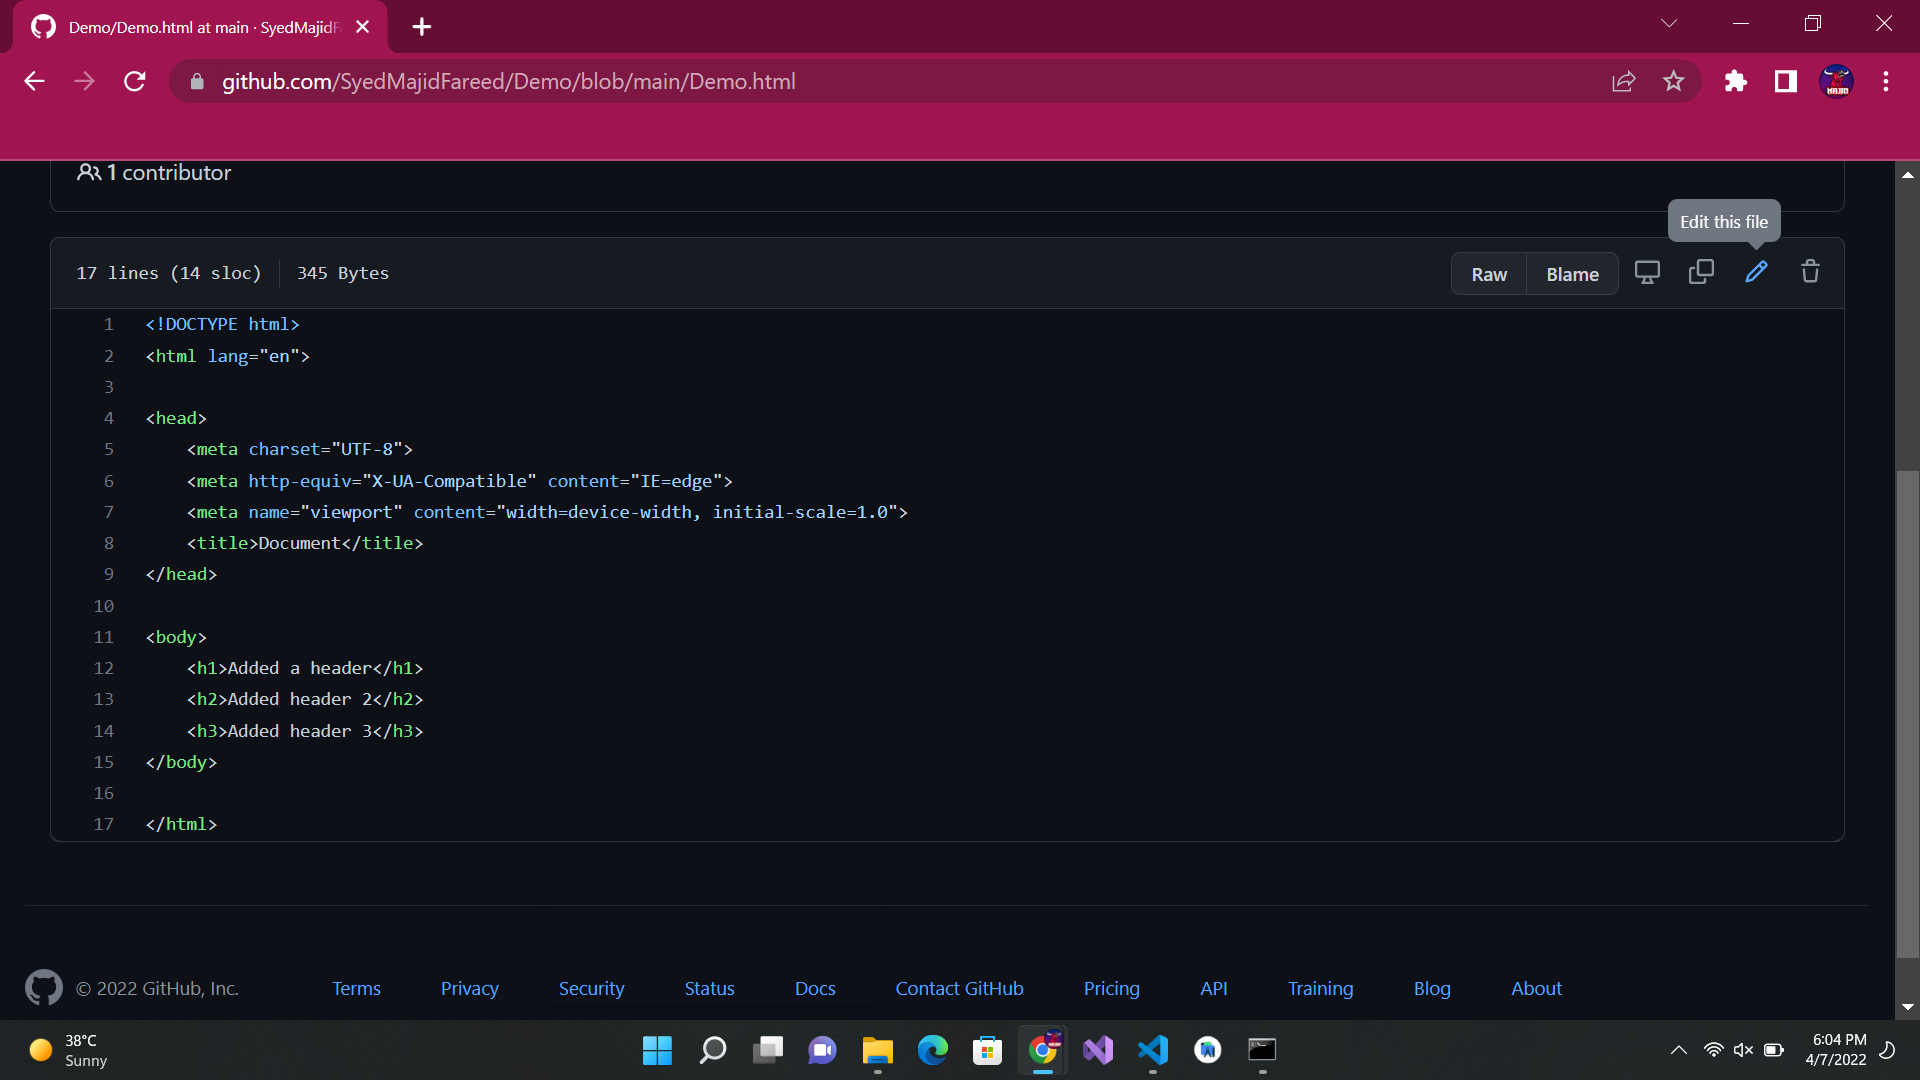 Demo/Demo.html at main · SyedMajidF
github.com/SyedMajidFareed/Demo/blob/main/Demo.html
MAJID
1 contributor
Edit this file
17 lines (14 sloc) 345 Bytes
Raw Blame
1 <!DOCTYPE html>
2 <html lang="en">
3
4 <head>
5     <meta charset="UTF-8">
6     <meta http-equiv="X-UA-Compatible" content="IE=edge">
7     <meta name="viewport" content="width=device-width, initial-scale=1.0">
8     <title>Document</title>
9 </head>
10
11 <body>
12     <h1>Added a header</h1>
13     <h2>Added header 2</h2>
14     <h3>Added header 3</h3>
15 </body>
16
17 </html>
© 2022 GitHub, Inc. Terms Privacy Security Status Docs Contact GitHub Pricing API Training Blog About
38°C
Sunny
6:04 PM
4/7/2022